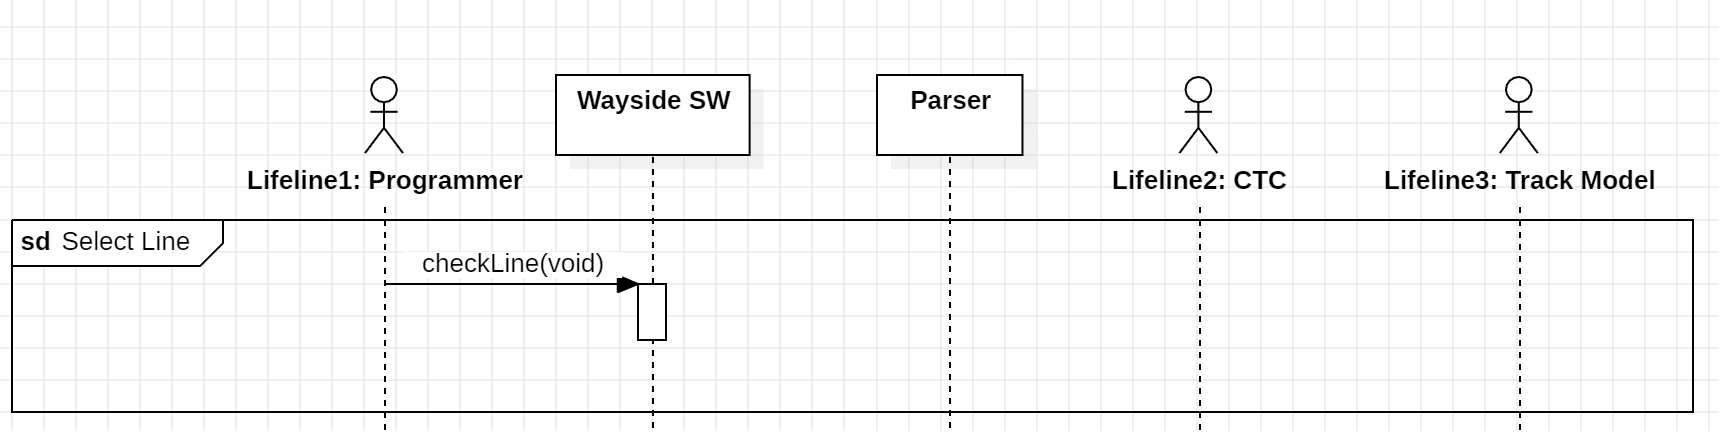 Wayside SW
Parser
Lifeline1: Programmer
Lifeline2: CTC
Lifeline3: Track Model
sd Select Line
checkLine(void)